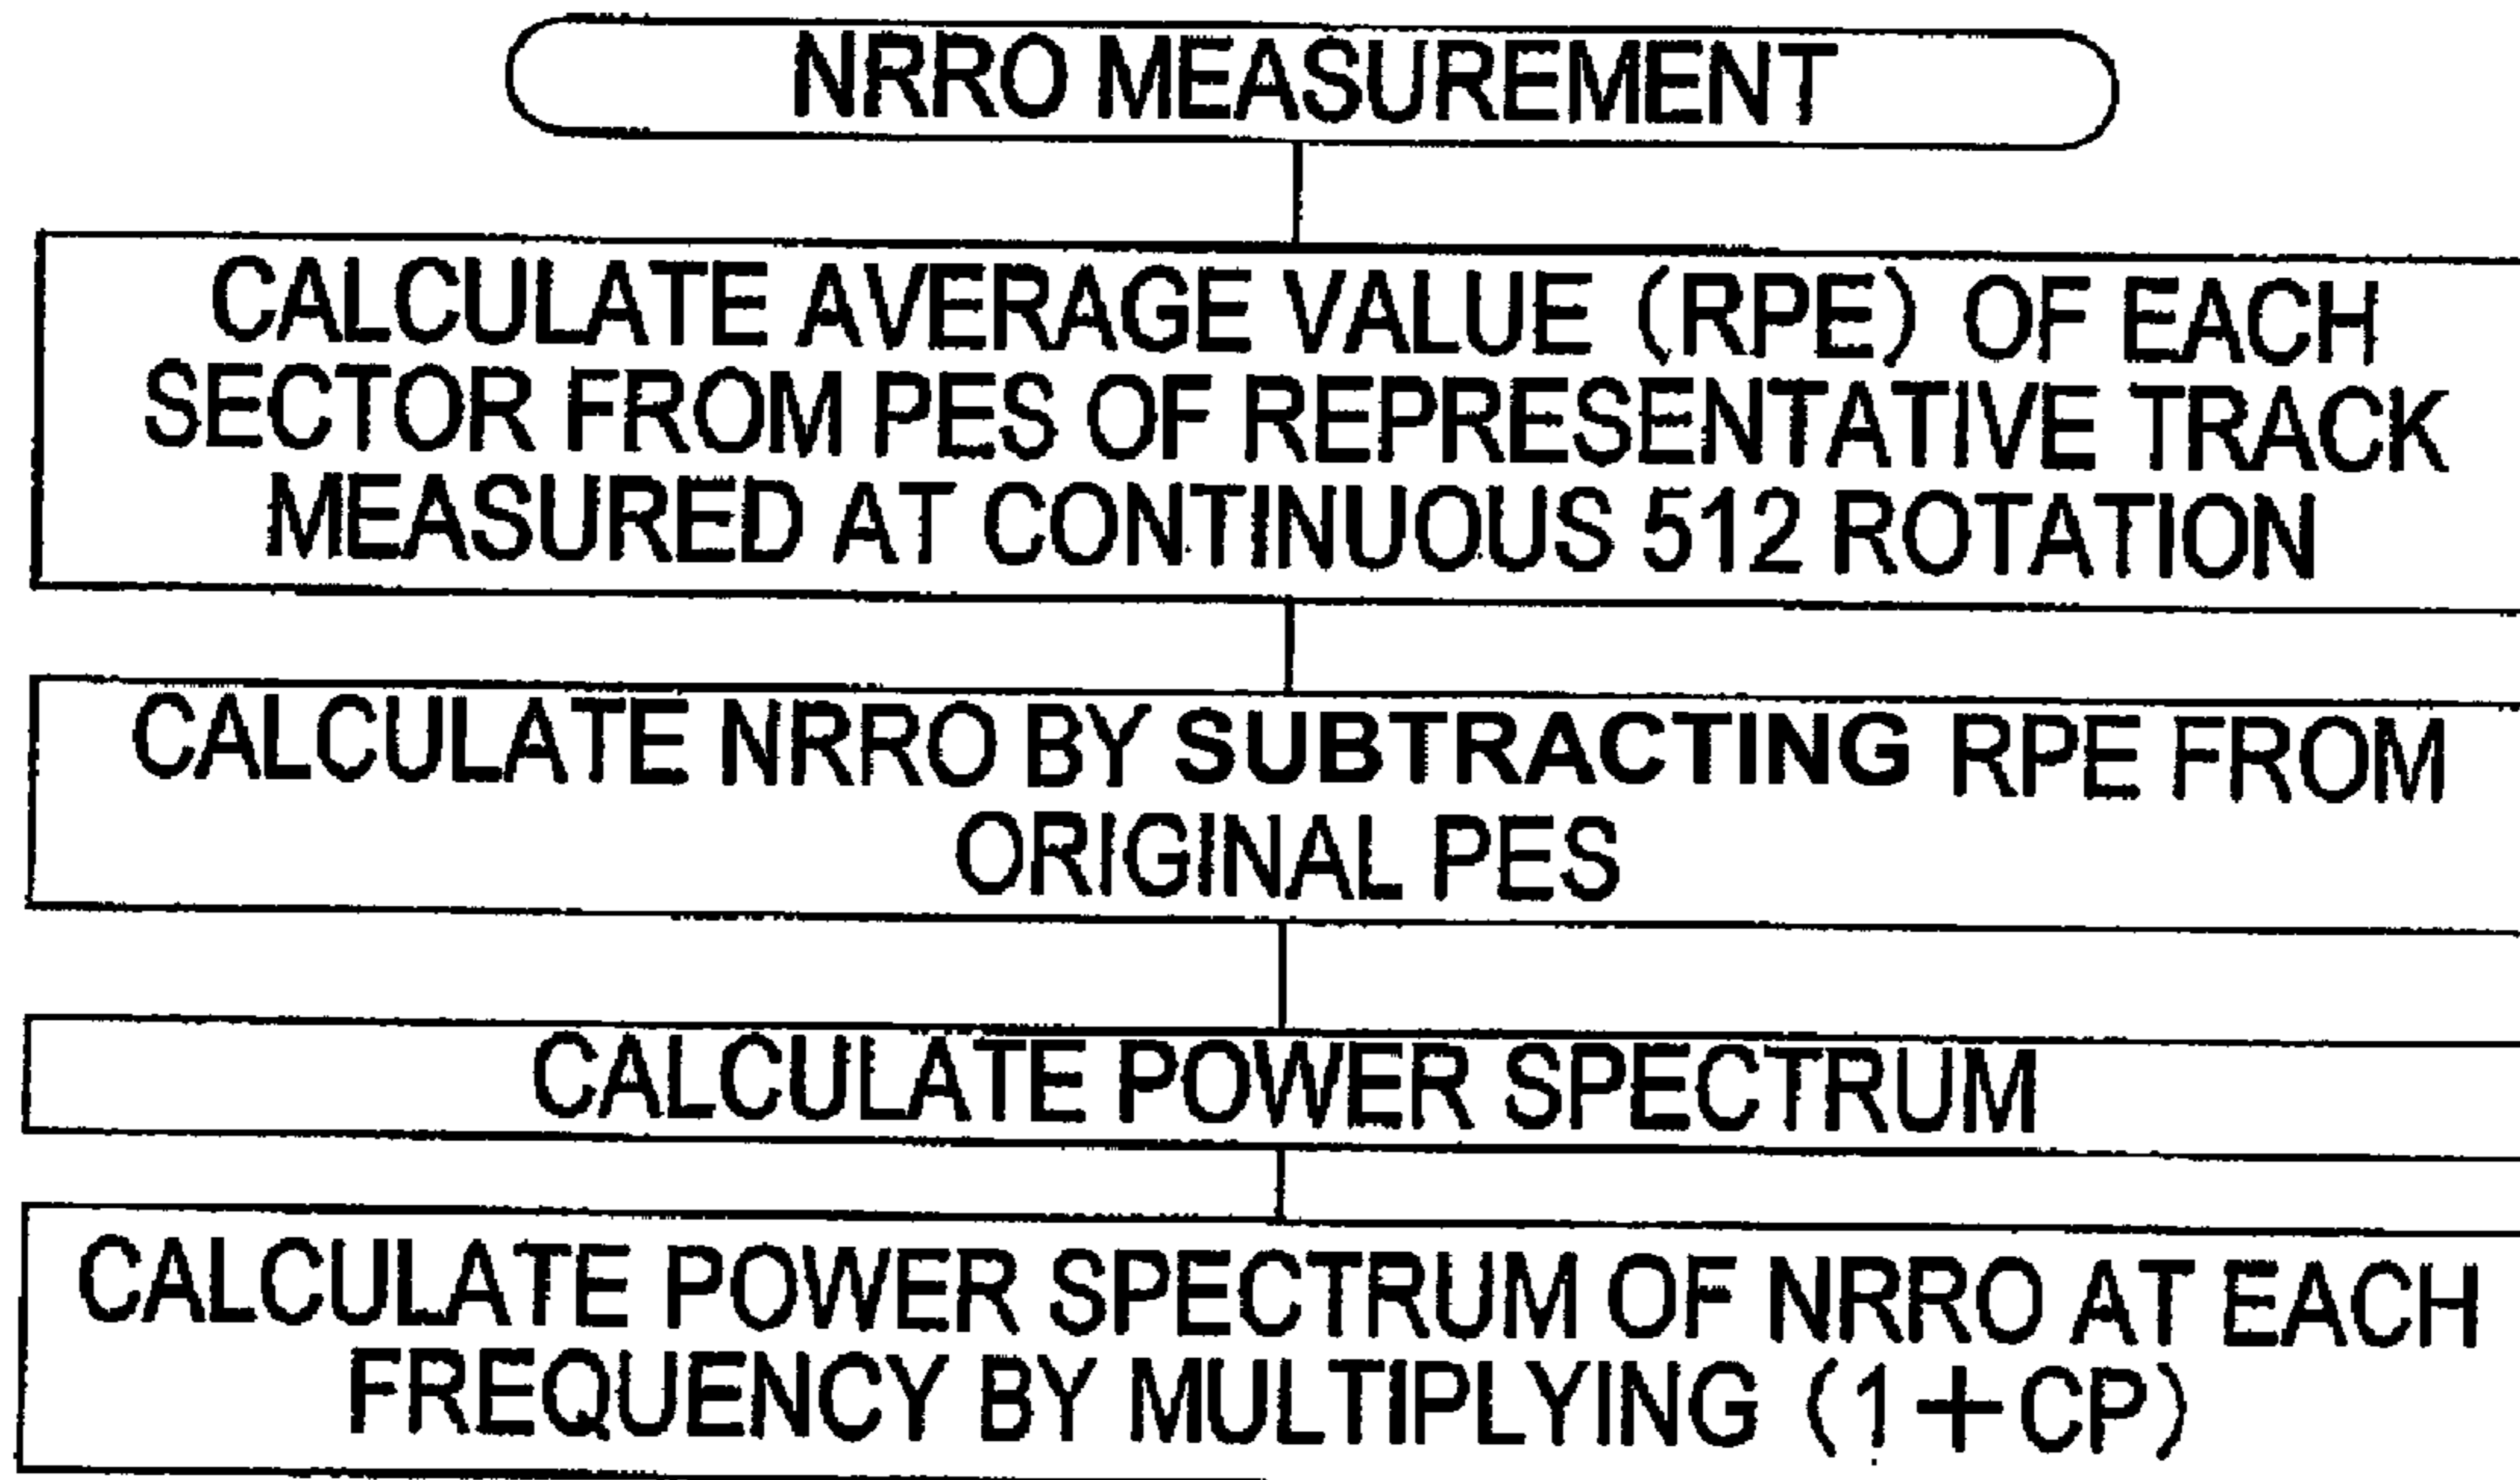 NRRO MEASUREMENT
CALCULATE AVERAGE VALUE (RPE) OF EACH
SECTOR FROM PES OF REPRESENTATIVE TRACK
MEASURED AT CONTINUOUS 512 ROTATION
CALCULATE NRRO BY SUBTRACTING RPE FROM
ORIGINAL PES
CALCULATE POWER SPECTRUM
CALCULATE POWER SPECTRUM OF NRRO AT EACH
FREQUENCY BY MULTIPLYING (1+CP)